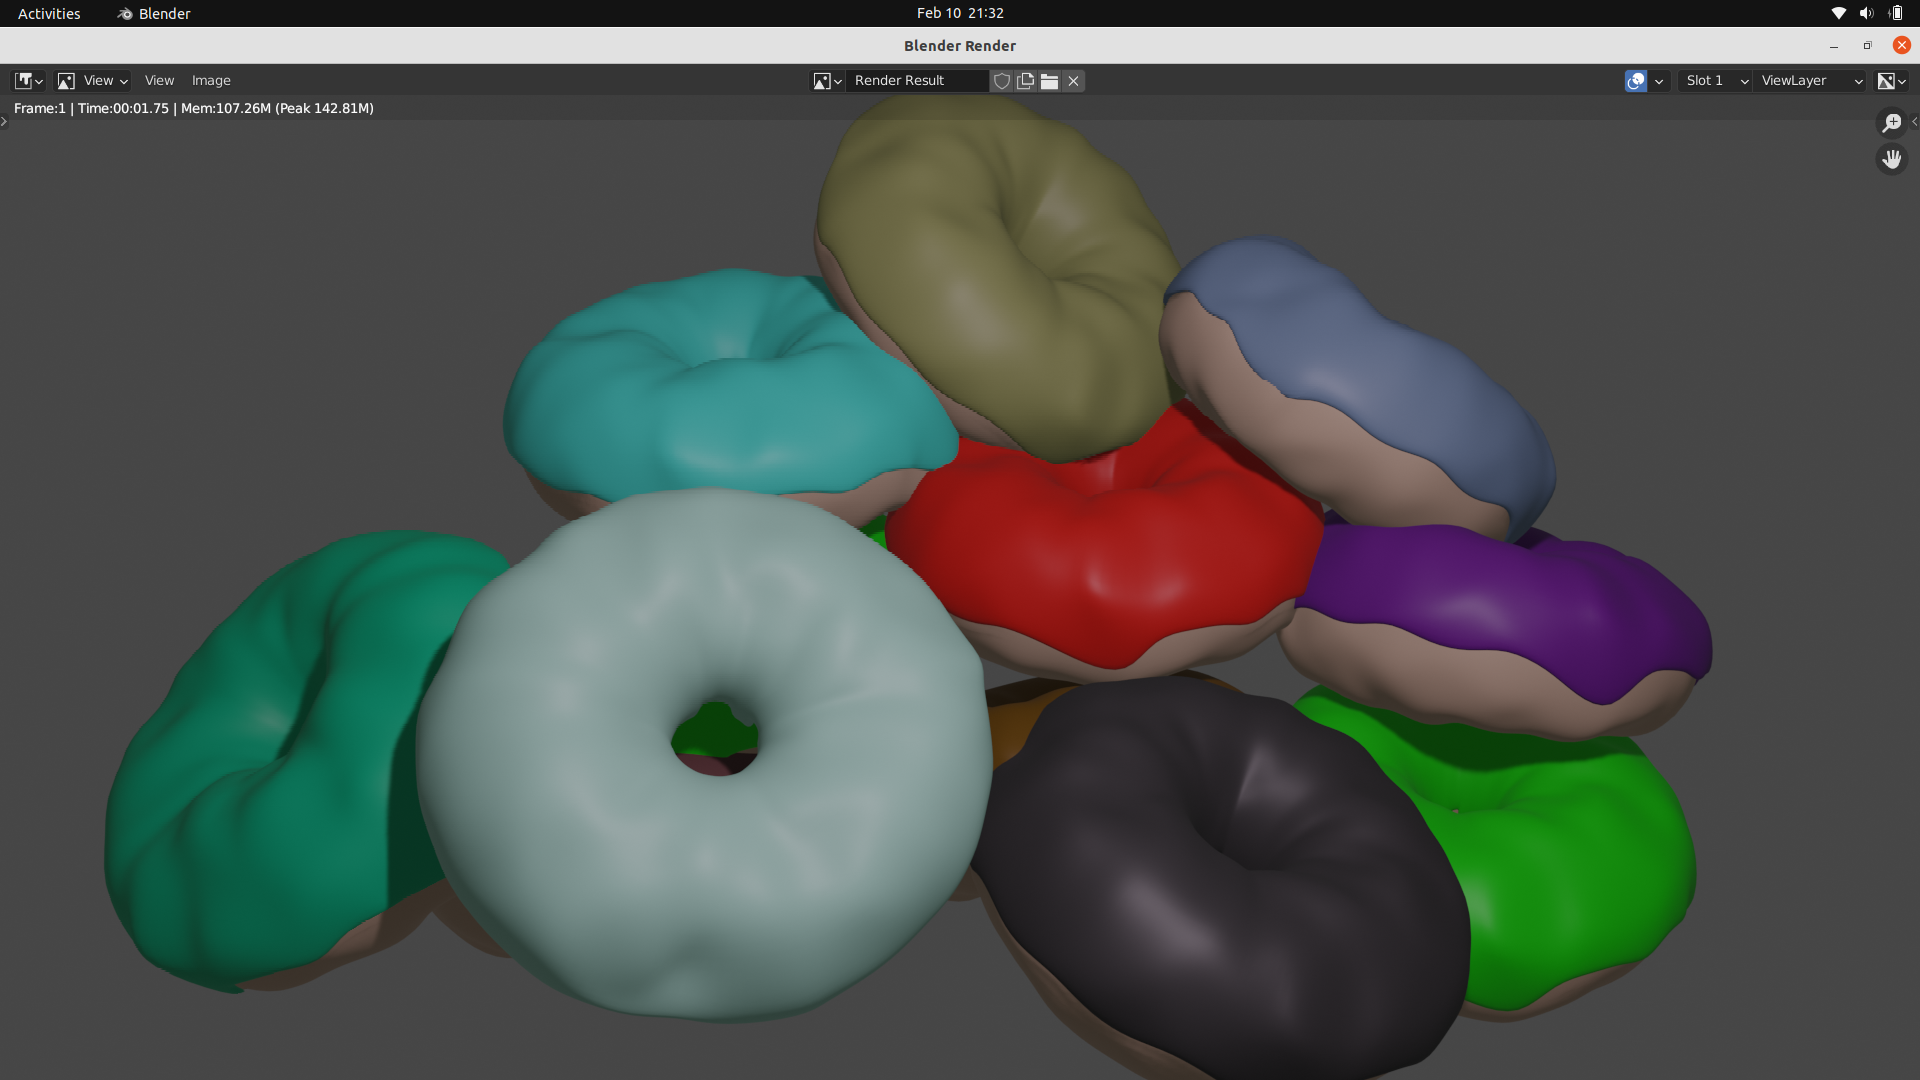 Activities Blender Feb 10 21:32
Blender Render
View View Image Render Result Slot 1 ViewLayer
Frame:1 | Time:00:01.75 | Mem:107.26M (Peak 142.81M)